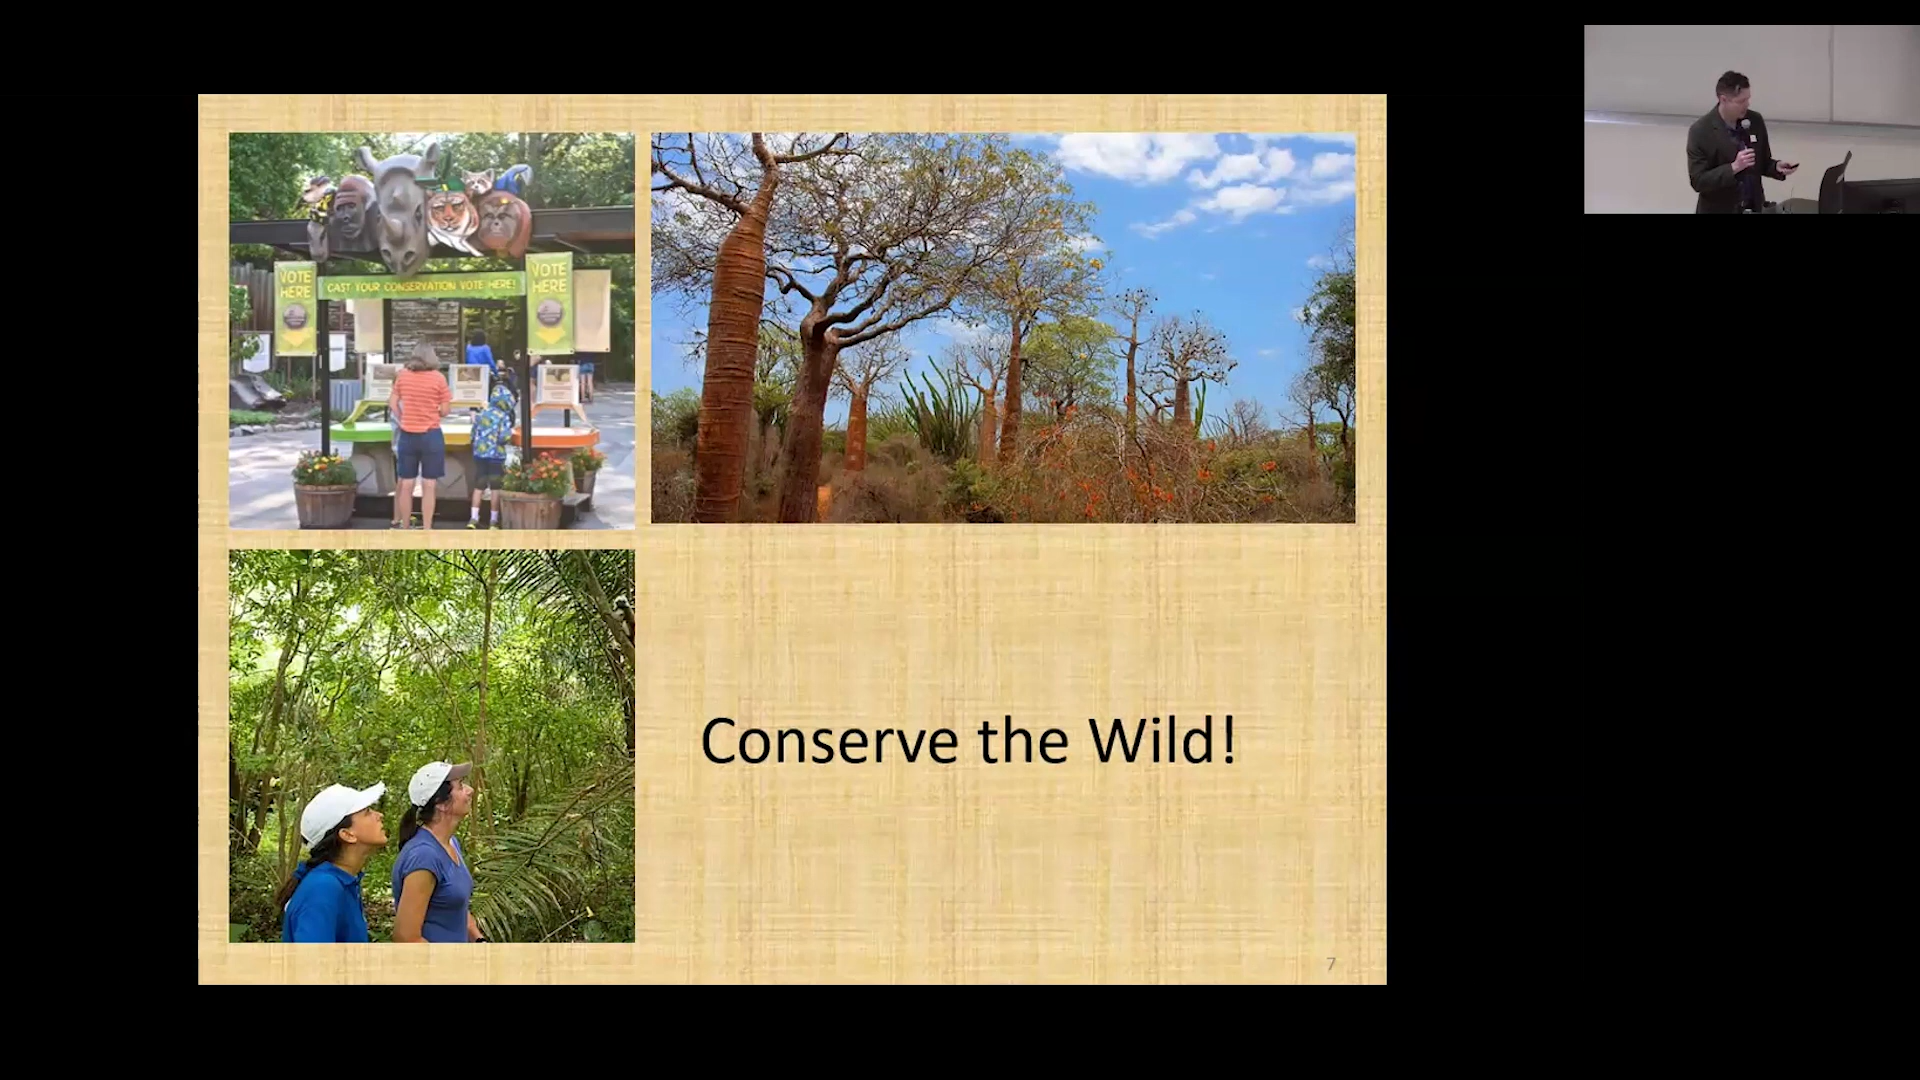 VOTE
HERE
CAST YOUR CONSERVATION VOTE HERE!
VOTE
HERE
Conserve the Wild!
7